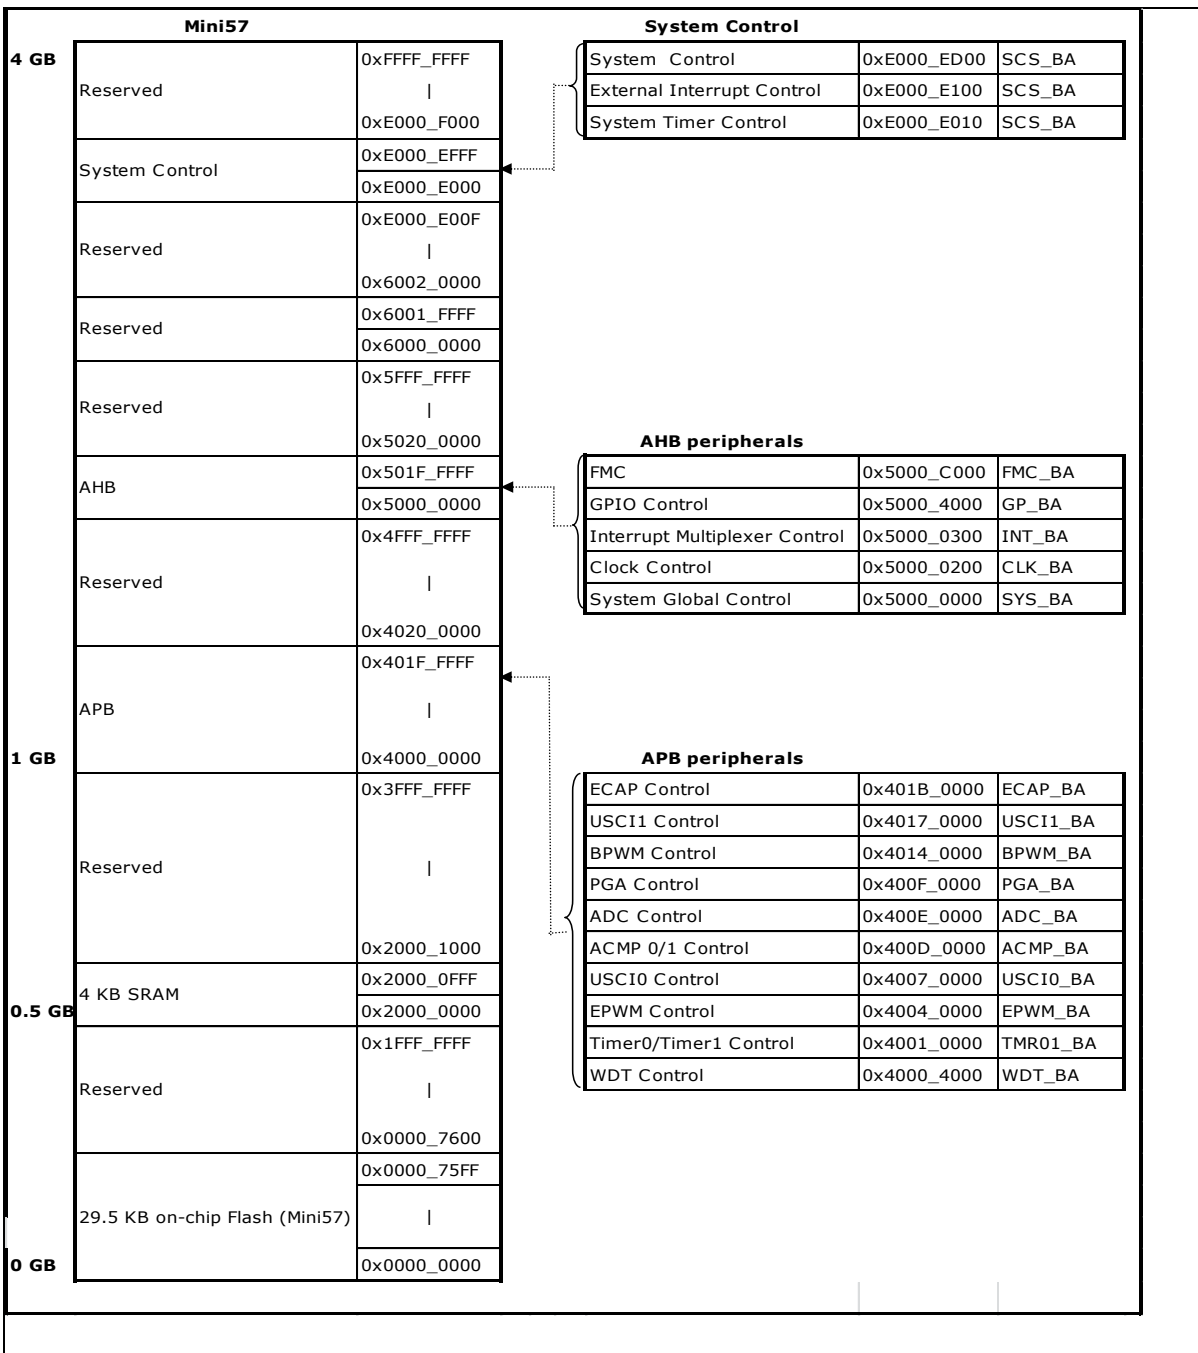 Mini57 System Control
4 GB 0xFFFF_FFFF System Control 0xE000_ED00 SCS_BA
Reserved | External Interrupt Control 0xE000_E100 SCS_BA
0xE000_F000 System Timer Control 0xE000_E010 SCS_BA
System Control 0xE000_EFFF
0xE000_E000
0xE000_E00F
Reserved |
0x6002_0000
Reserved 0x6001_FFFF
0x6000_0000
0x5FFF_FFFF
Reserved |
0x5020_0000 AHB peripherals
AHB 0x501F_FFFF FMC 0x5000_C000 FMC_BA
0x5000_0000 GPIO Control 0x5000_4000 GP_BA
0x4FFF_FFFF Interrupt Multiplexer Control 0x5000_0300 INT_BA
Reserved | Clock Control 0x5000_0200 CLK_BA
System Global Control 0x5000_0000 SYS_BA
0x4020_0000
0x401F_FFFF
APB |
1 GB 0x4000_0000 APB peripherals
0x3FFF_FFFF ECAP Control 0x401B_0000 ECAP_BA
USCI1 Control 0x4017_0000 USCI1_BA
BPWM Control 0x4014_0000 BPWM_BA
Reserved | PGA Control 0x400F_0000 PGA_BA
ADC Control 0x400E_0000 ADC_BA
0x2000_1000 ACMP 0/1 Control 0x400D_0000 ACMP_BA
4 KB SRAM 0x2000_0FFF USCI0 Control 0x4007_0000 USCI0_BA
0.5 GB 0x2000_0000 EPWM Control 0x4004_0000 EPWM_BA
0x1FFF_FFFF Timer0/Timer1 Control 0x4001_0000 TMR01_BA
Reserved | WDT Control 0x4000_4000 WDT_BA
0x0000_7600
0x0000_75FF
29.5 KB on-chip Flash (Mini57) |
0 GB 0x0000_0000